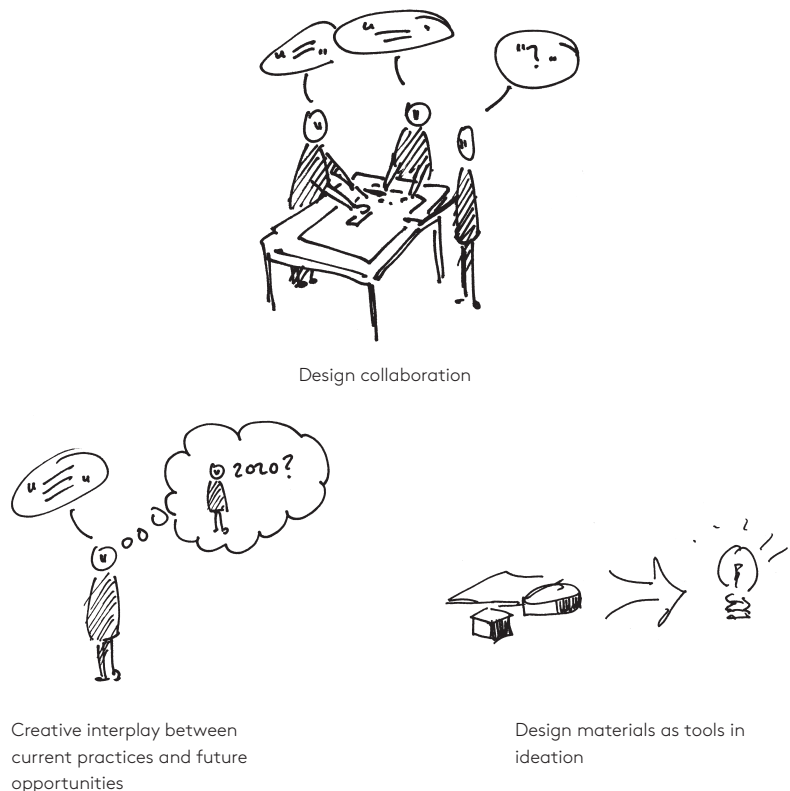 "?"
Design collaboration
2020?
Creative interplay between
current practices and future
opportunities
Design materials as tools in
ideation